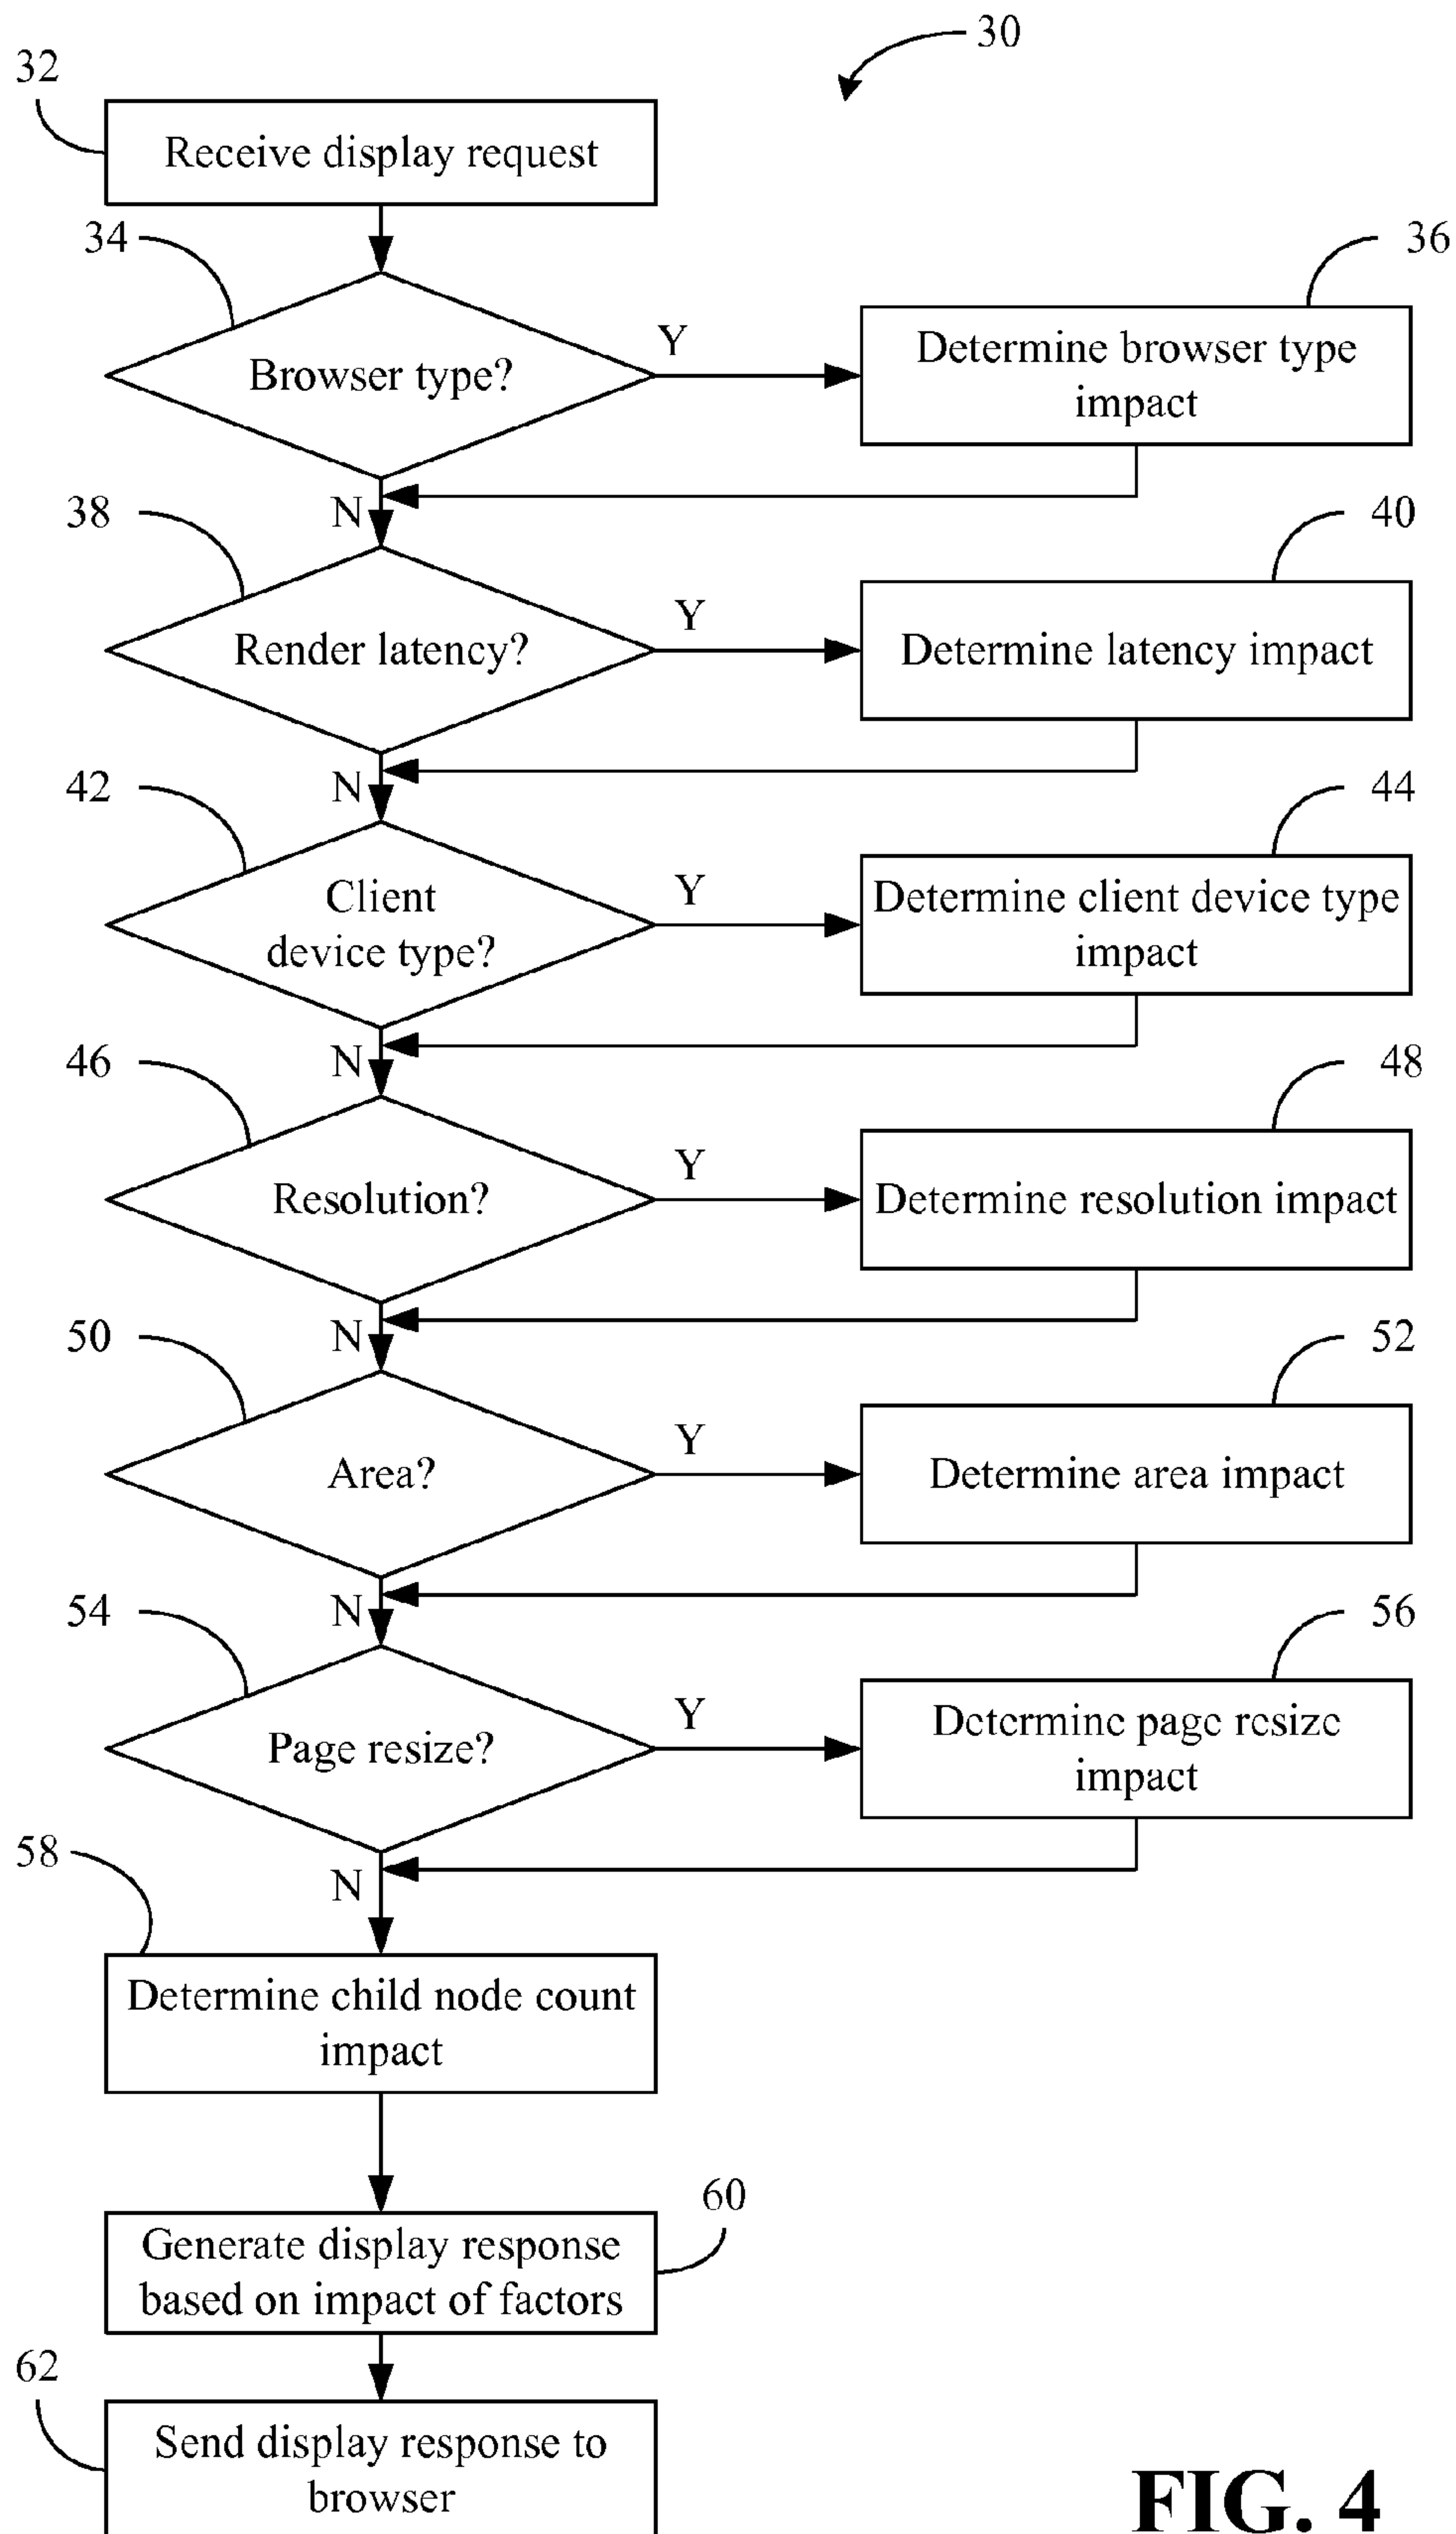 30
32
Receive display request
34
Browser type?
Y
36
Determine browser type
impact
N
38
Render latency?
Y
40
Determine latency impact
N
42
Client
device type?
Y
44
Determine client device type
impact
N
46
Resolution?
Y
48
Determine resolution impact
N
50
Area?
Y
52
Determine area impact
N
54
Page resize?
Y
56
Determine page resize
impact
N
58
Determine child node count
impact
60
Generate display response
based on impact of factors
62
Send display response to
browser
FIG. 4